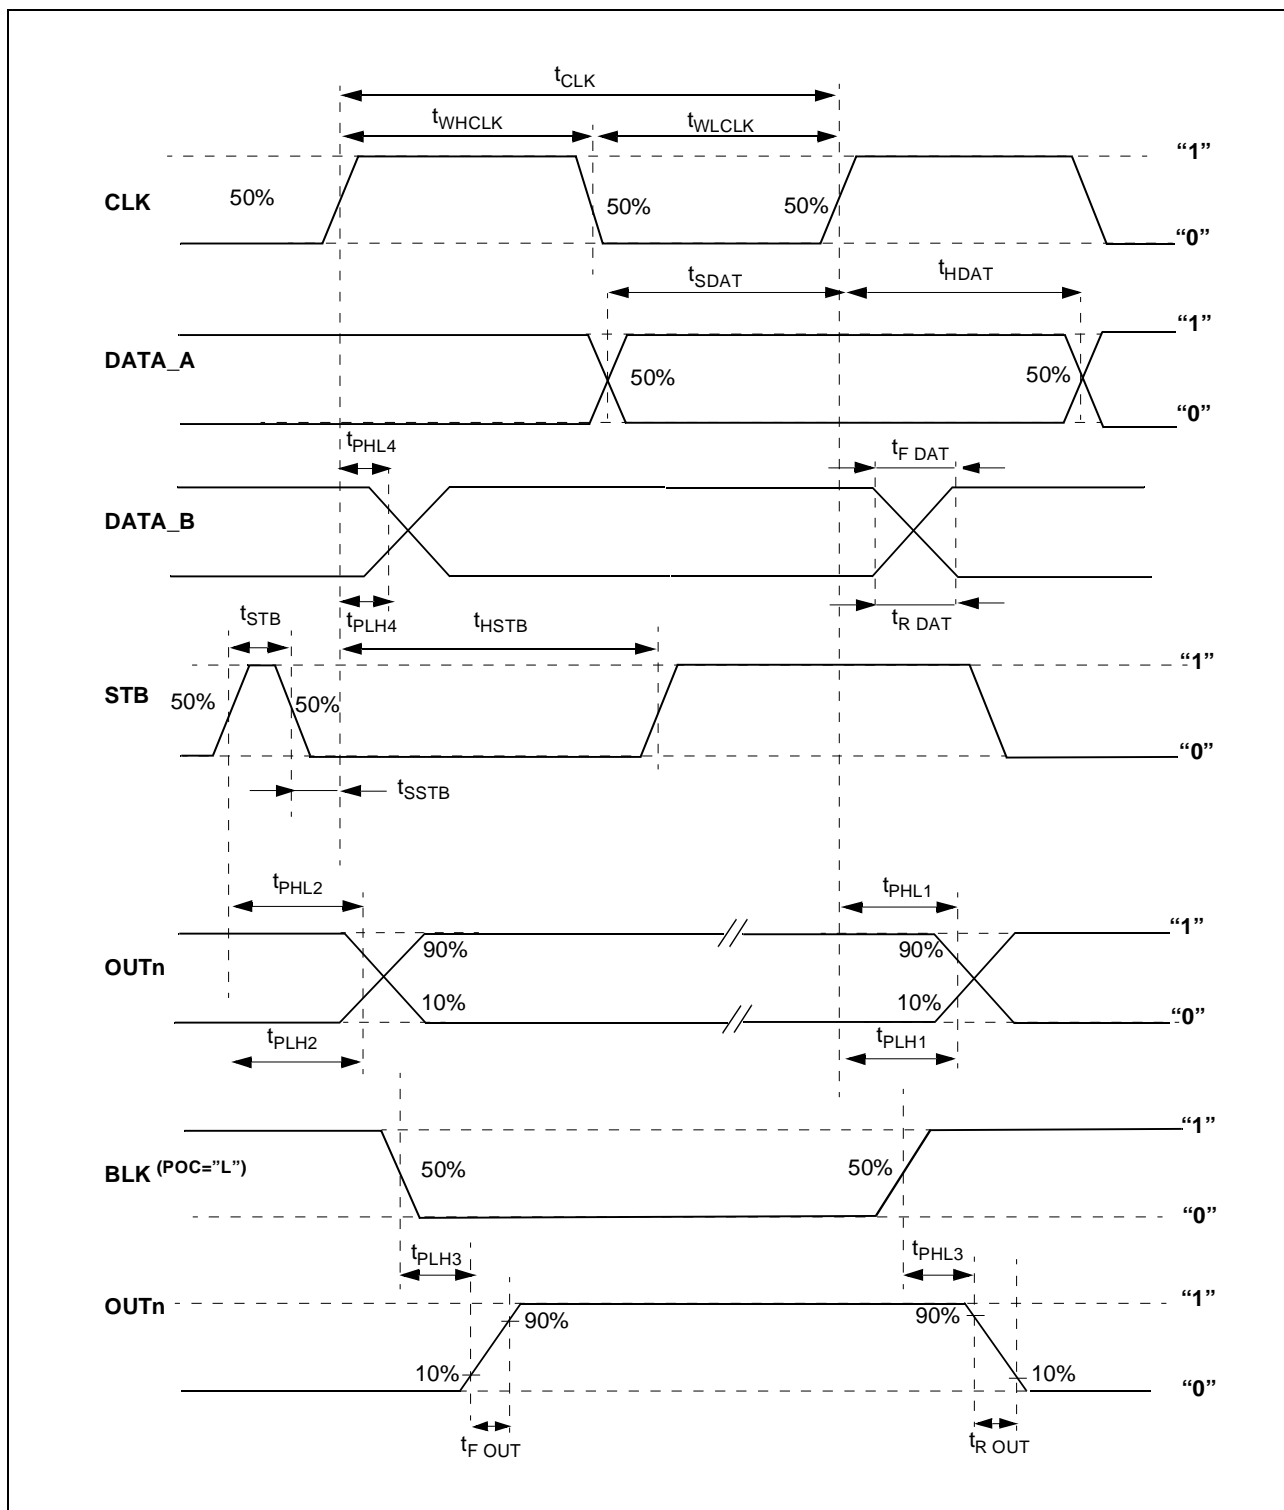 tCLK
tWHCLK tWLCLK
“1”
CLK 50% 50% 50%
“0”
tSDAT tHDAT
“1”
DATA_A 50% 50%
“0”
tPHL4 tF DAT
DATA_B
tSTB tPLH4 tHSTB tR DAT
“1”
STB 50% 50%
“0”
tSSTB
tPHL2 tPHL1
“1”
90% 90%
OUTn
10% 10%
“0”
tPLH2 tPLH1
“1”
BLK (POC=”L”) 50% 50%
“0”
tPLH3 tPHL3
OUTn “1”
90% 90%
10% 10%
“0”
tF OUT tR OUT